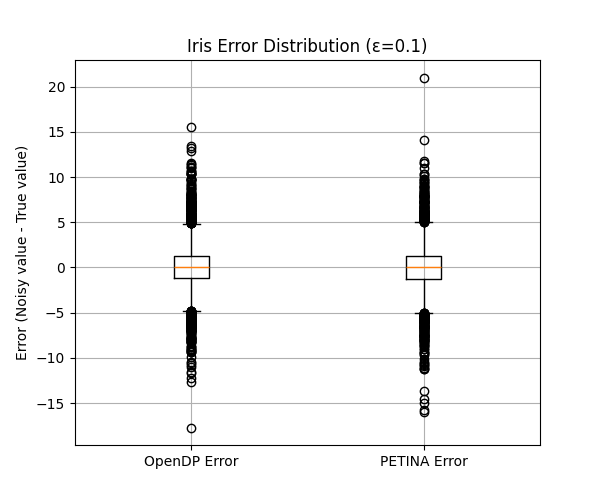 Iris Error Distribution (ε=0.1)
Error (Noisy value - True value)
20
15
10
5
0
−5
−10
−15
OpenDP Error
PETINA Error